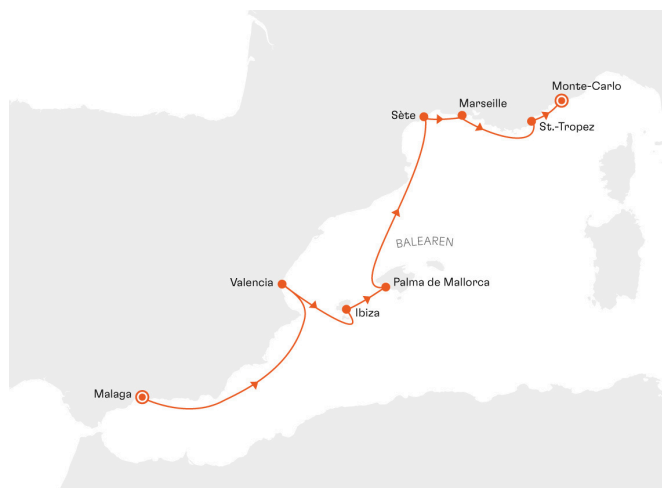 Monte-Carlo
Marseille
Sète
St.-Tropez
BALEAREN
Valencia
Palma de Mallorca
Ibiza
Malaga